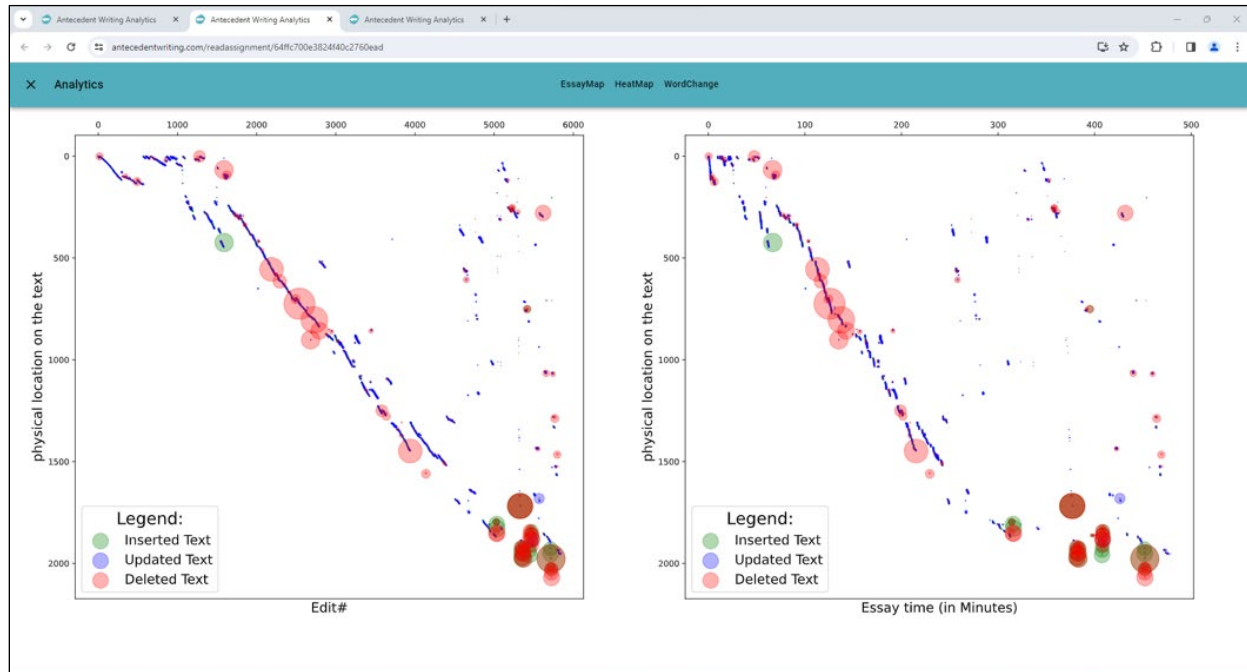 Antecedent Writing Analytics
Antecedent Writing Analytics
Antecedent Writing Analytics
antecedentwriting.com/readassignment/64ffc700e3824f40c2760ead
Analytics
EssayMap HeatMap WordChange
0 1000 2000 3000 4000 5000 6000
0
500
1000
1500
2000
physical location on the text
Legend:
Inserted Text
Updated Text
Deleted Text
Edit#
0 100 200 300 400 500
0
500
1000
1500
2000
physical location on the text
Legend:
Inserted Text
Updated Text
Deleted Text
Essay time (in Minutes)